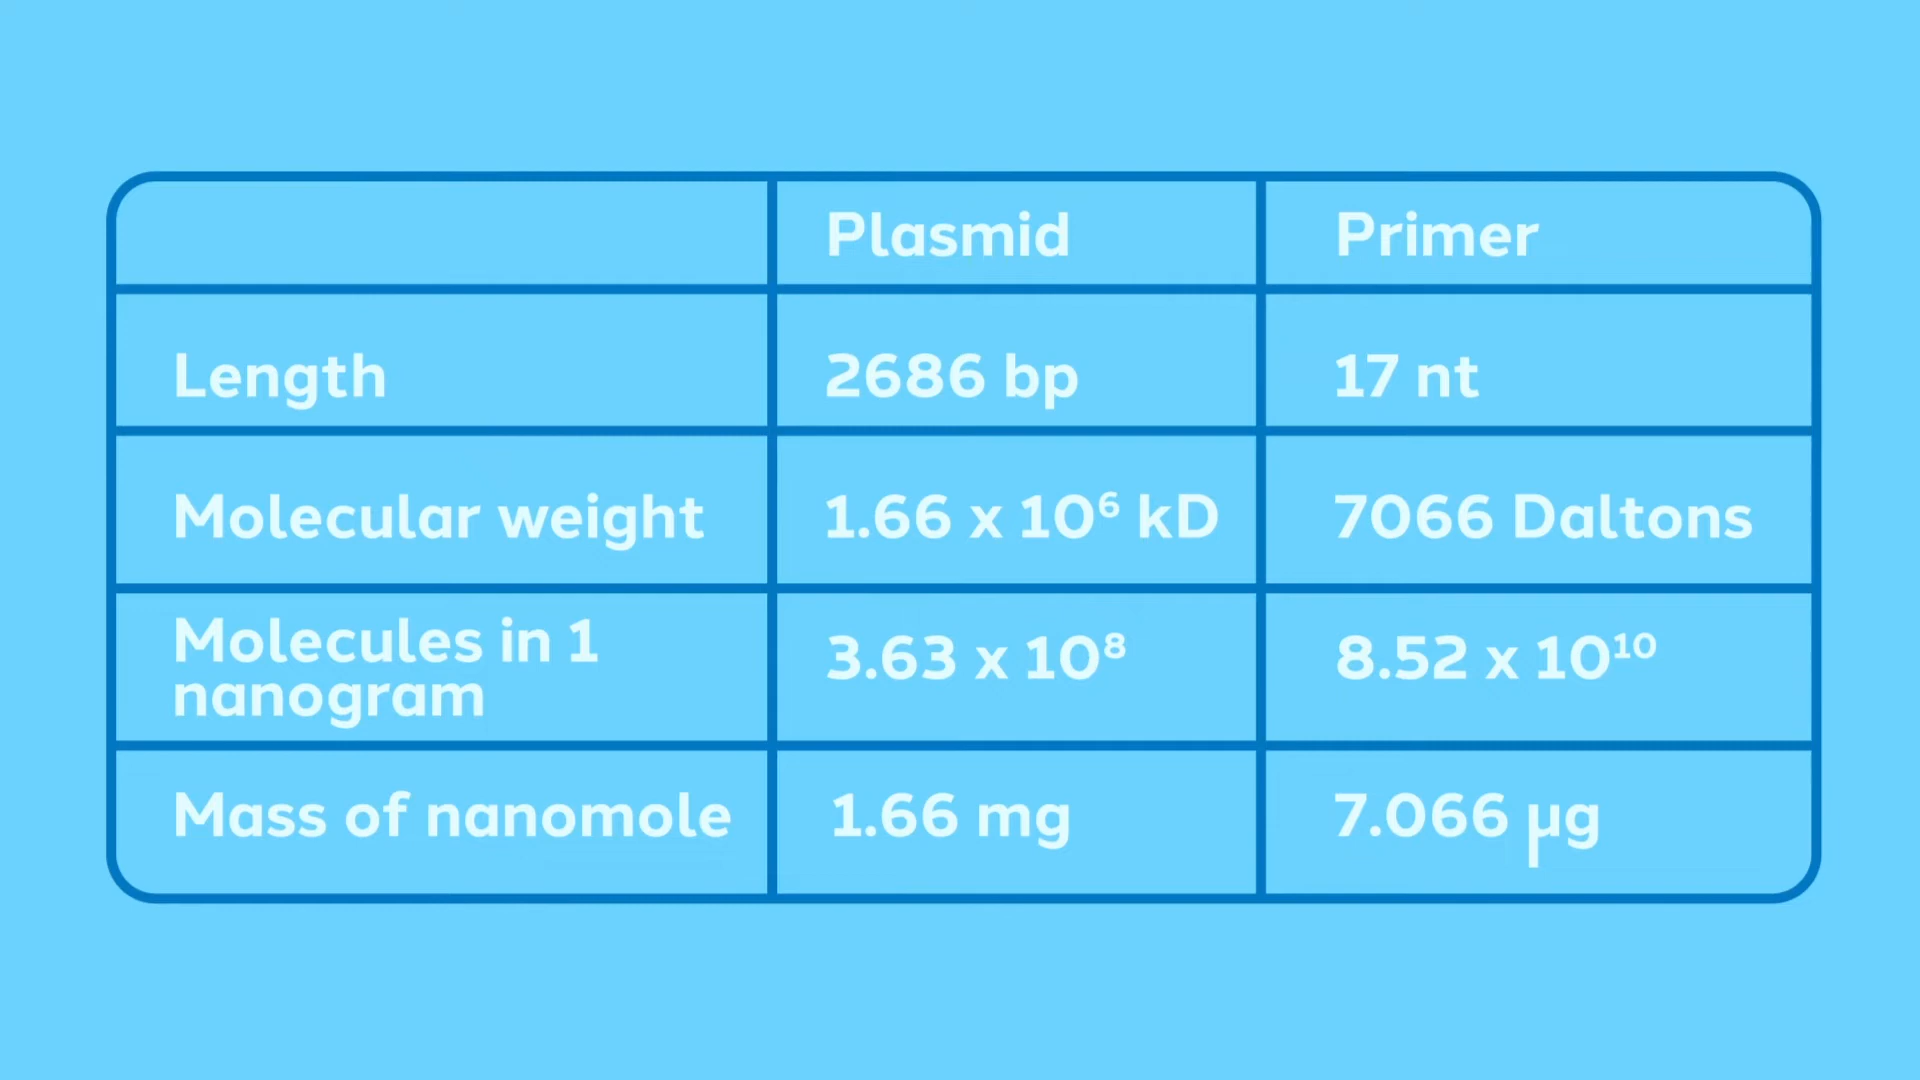 Plasmid Primer
Length 2686 bp 17 nt
Molecular weight 1.66 x 10⁶ kD 7066 Daltons
Molecules in 1
nanogram 3.63 x 10⁸ 8.52 x 10¹⁰
Mass of nanomole 1.66 mg 7.066 µg